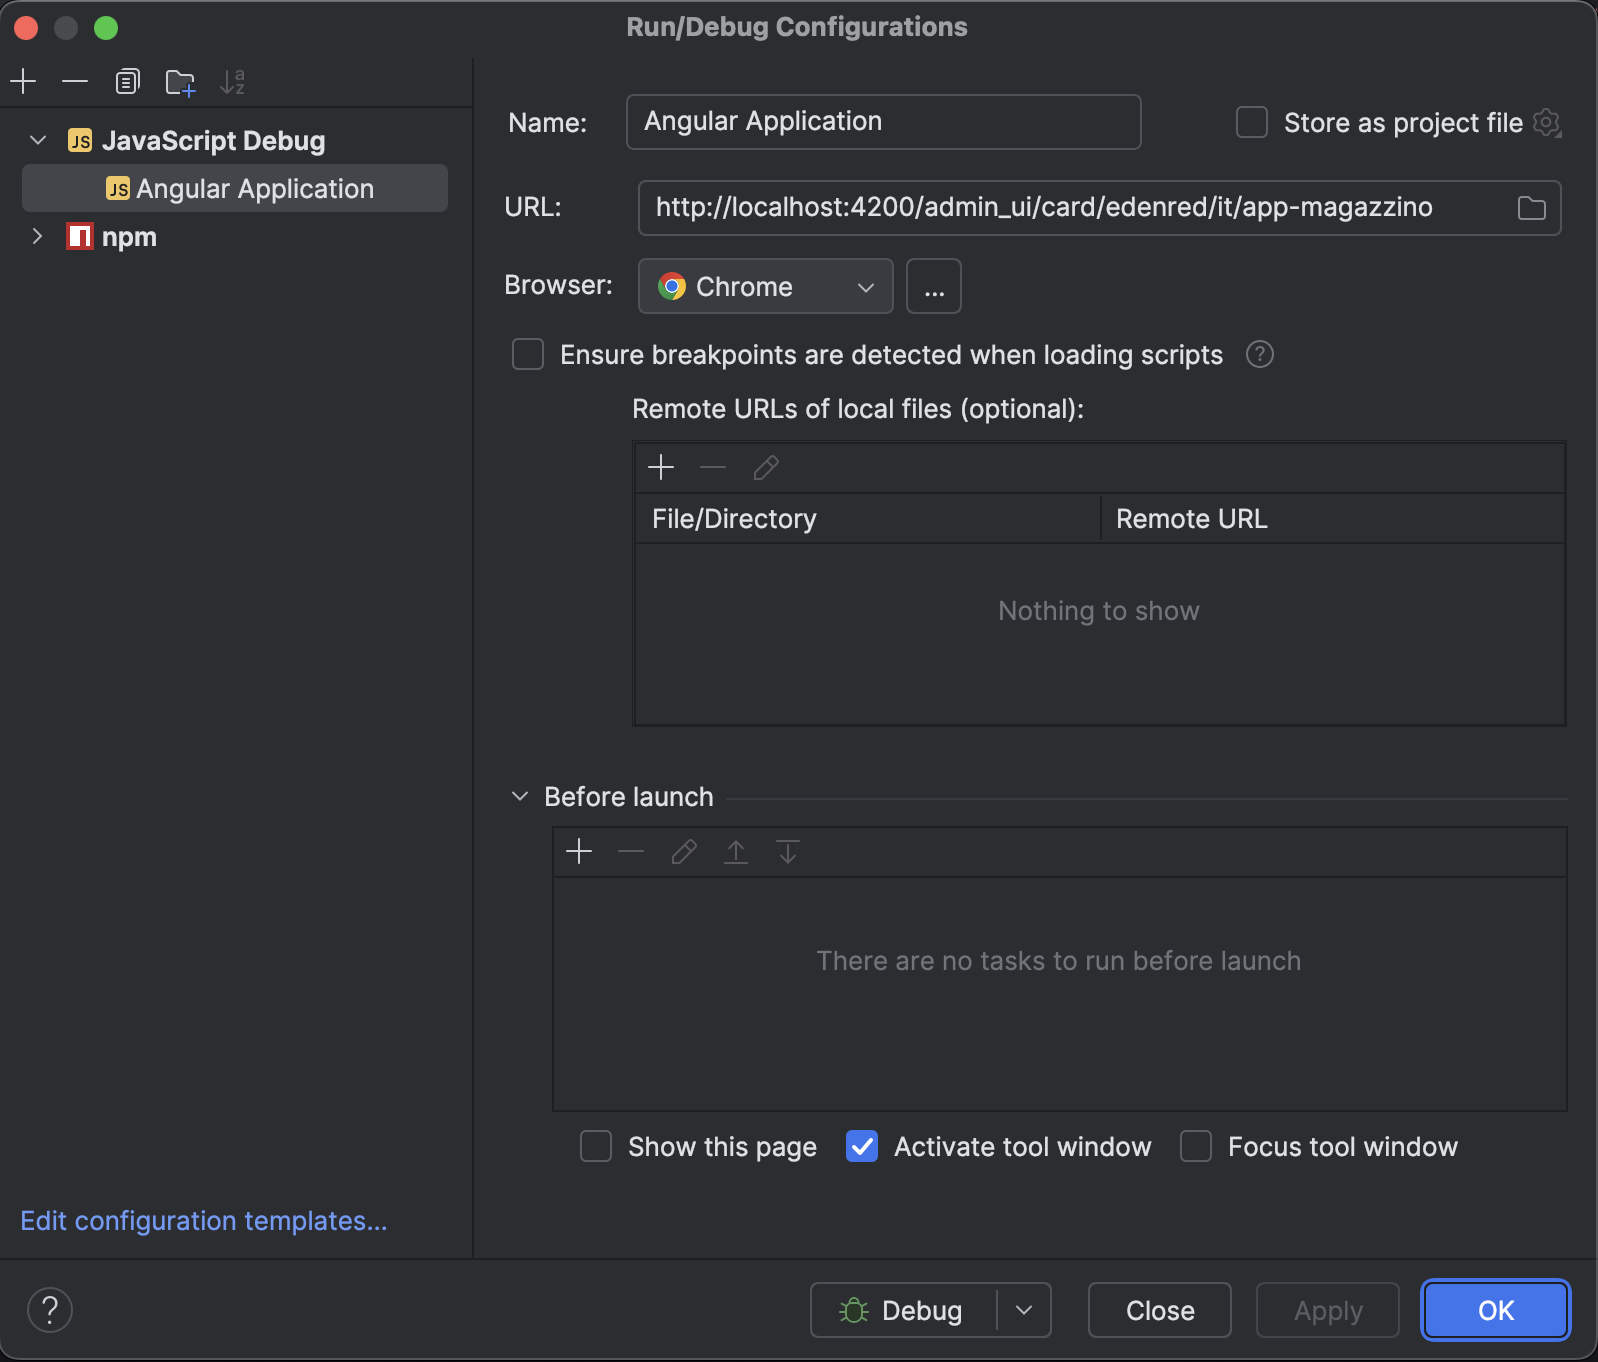 Run/Debug Configurations
JavaScript Debug
Angular Application
npm
Name:
Angular Application
Store as project file
URL:
http://localhost:4200/admin_ui/card/edenred/it/app-magazzino
Browser:
Chrome
...
Ensure breakpoints are detected when loading scripts
?
Remote URLs of local files (optional):
File/Directory
Remote URL
Nothing to show
Before launch
There are no tasks to run before launch
Show this page
Activate tool window
Focus tool window
Edit configuration templates...
?
Debug
Close
Apply
OK